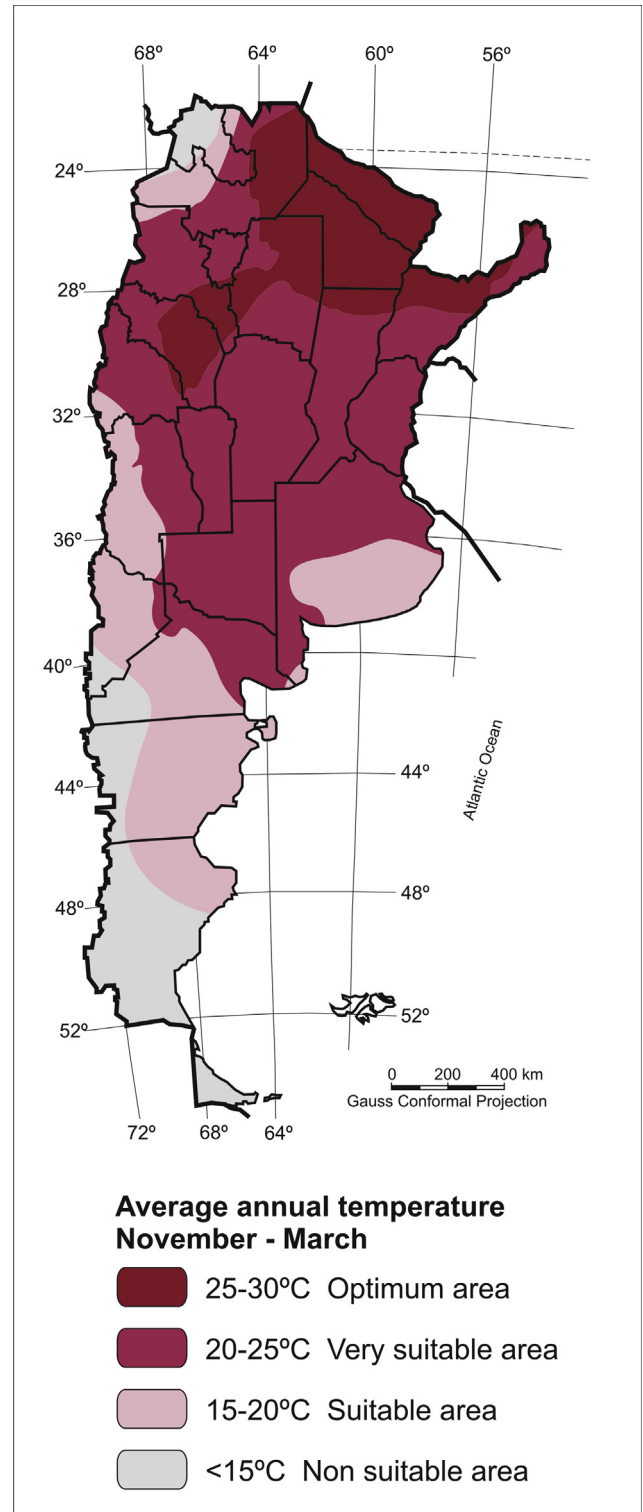 68º 64º 60º 56º
24º
28º
32º
36º
40º
44º 44º
48º 48º
52º 52º
Atlantic Ocean
0 200 400 km
Gauss Conformal Projection
72º 68º 64º
Average annual temperature
November - March
25-30ºC Optimum area
20-25ºC Very suitable area
15-20ºC Suitable area
<15ºC Non suitable area